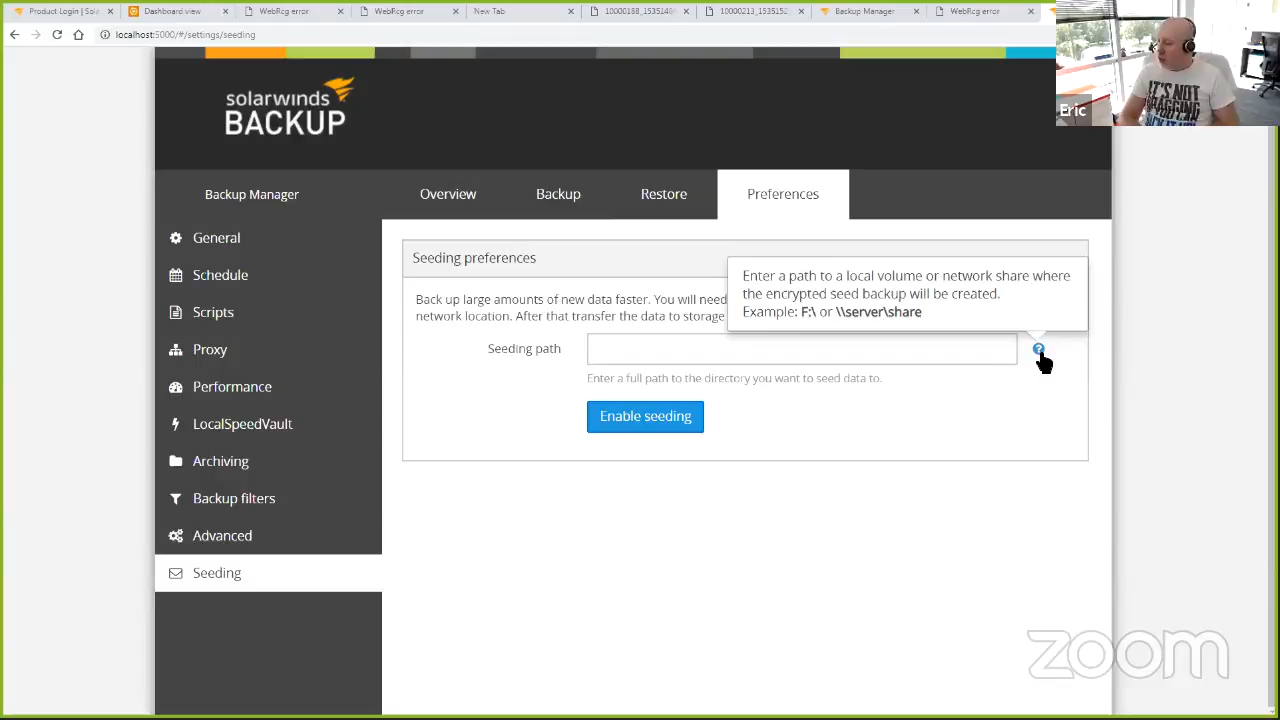 Product Login | Sola
Dashboard view
WebRcg error
WebRcg error
New Tab
10000188_1535148
10000213_1535152
Backup Manager
WebRcg error
localhost:5000/#/settings/seeding
Eric
IT'S NOT
solarwinds
BACKUP
Backup Manager
Overview
Backup
Restore
Preferences
General
Schedule
Scripts
Proxy
Performance
LocalSpeedVault
Archiving
Backup filters
Advanced
Seeding
Seeding preferences
Enter a path to a local volume or network share where
the encrypted seed backup will be created.
Example: F:\ or \\server\share
Back up large amounts of new data faster. You will need
network location. After that transfer the data to storage
Seeding path
?
Enter a full path to the directory you want to seed data to.
Enable seeding
zoom